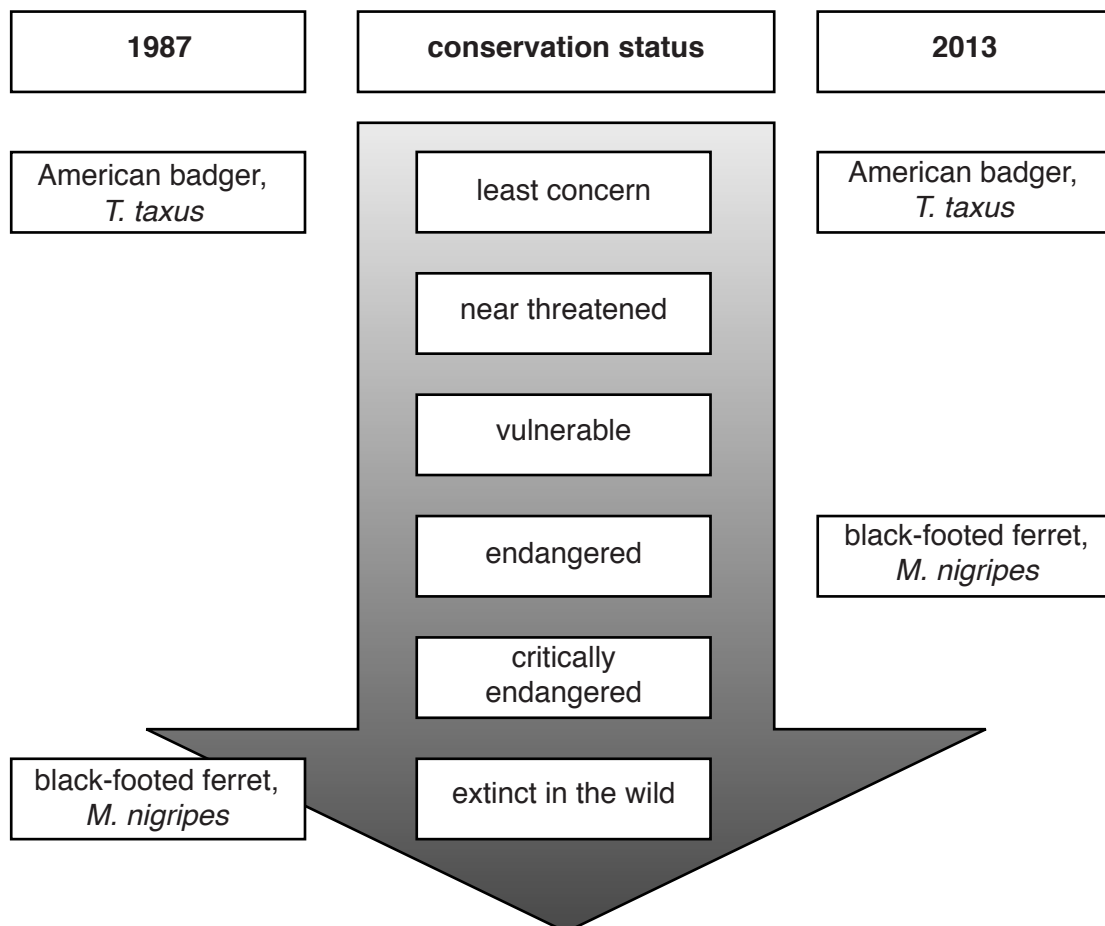 1987
conservation status
2013
American badger,
T. taxus
least concern
American badger,
T. taxus
near threatened
vulnerable
endangered
black-footed ferret,
M. nigripes
critically
endangered
black-footed ferret,
M. nigripes
extinct in the wild